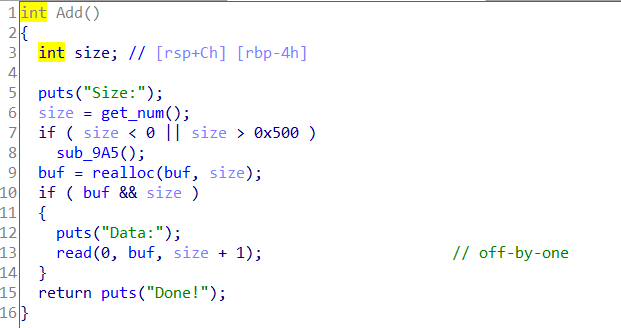 1 int Add()
2 {
3   int size; // [rsp+Ch] [rbp-4h]
4
5   puts("Size:");
6   size = get_num();
7   if ( size < 0 || size > 0x500 )
8     sub_9A5();
9   buf = realloc(buf, size);
10   if ( buf && size )
11   {
12     puts("Data:");
13     read(0, buf, size + 1);                     // off-by-one
14   }
15   return puts("Done!");
16 }